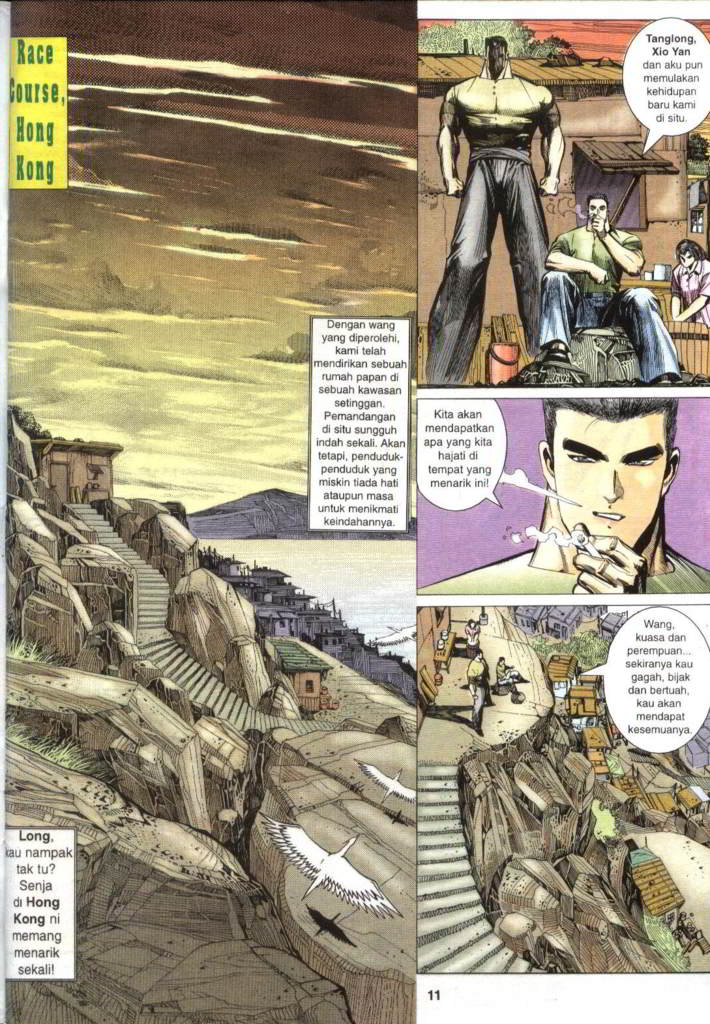 Race
Course,
Hong
Kong
Dengan wang
yang diperolehi,
kami telah
mendirikan sebuah
rumah papan di
sebuah kawasan
setinggan.
Pemandangan
di situ sungguh
indah sekali. Akan
tetapi, penduduk-
penduduk yang
miskin tiada hati
ataupun masa
untuk menikmati
keindahannya.
Long,
kau nampak
tak tu?
Senja
di Hong
Kong ni
memang
menarik
sekali!
Tanglong,
Xio Yan
dan aku pun
memulakan
kehidupan
baru kami
di situ.
Kita akan
mendapatkan
apa yang kita
hajati di
tempat yang
menarik ini!
Wang,
kuasa dan
perempuan...
sekiranya kau
gagah, bijak
dan bertuah,
kau akan
mendapat
kesemuanya.
11